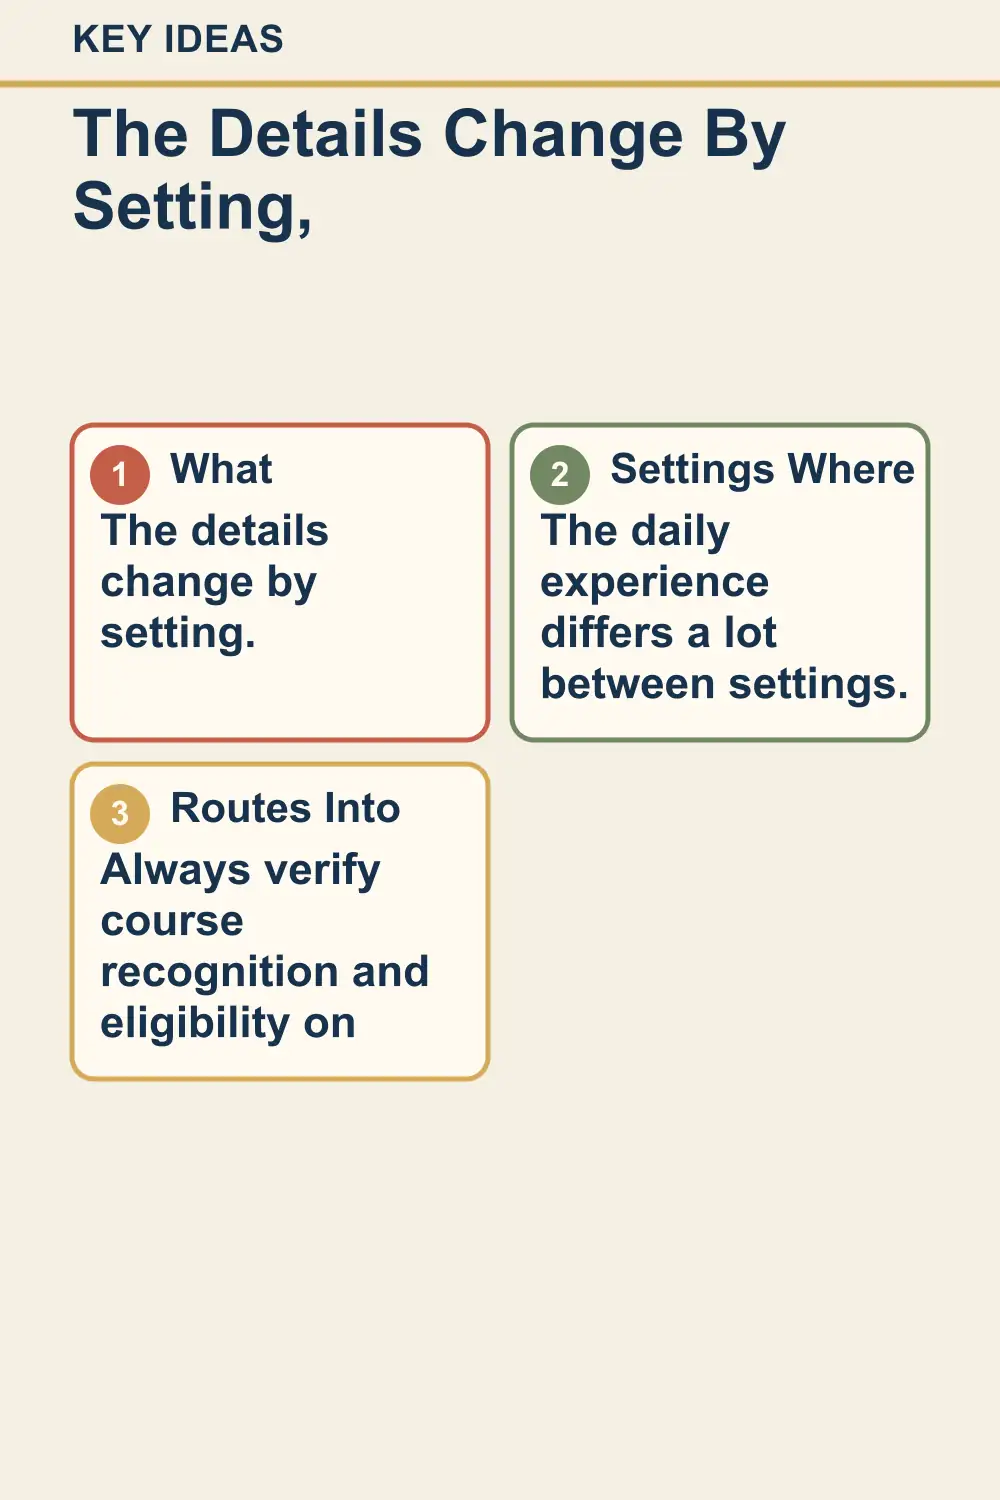 KEY IDEAS
The Details Change By
Setting,
1 What
The details
change by
setting.
2 Settings Where
The daily
experience
differs a lot
between settings.
3 Routes Into
Always verify
course
recognition and
eligibility on